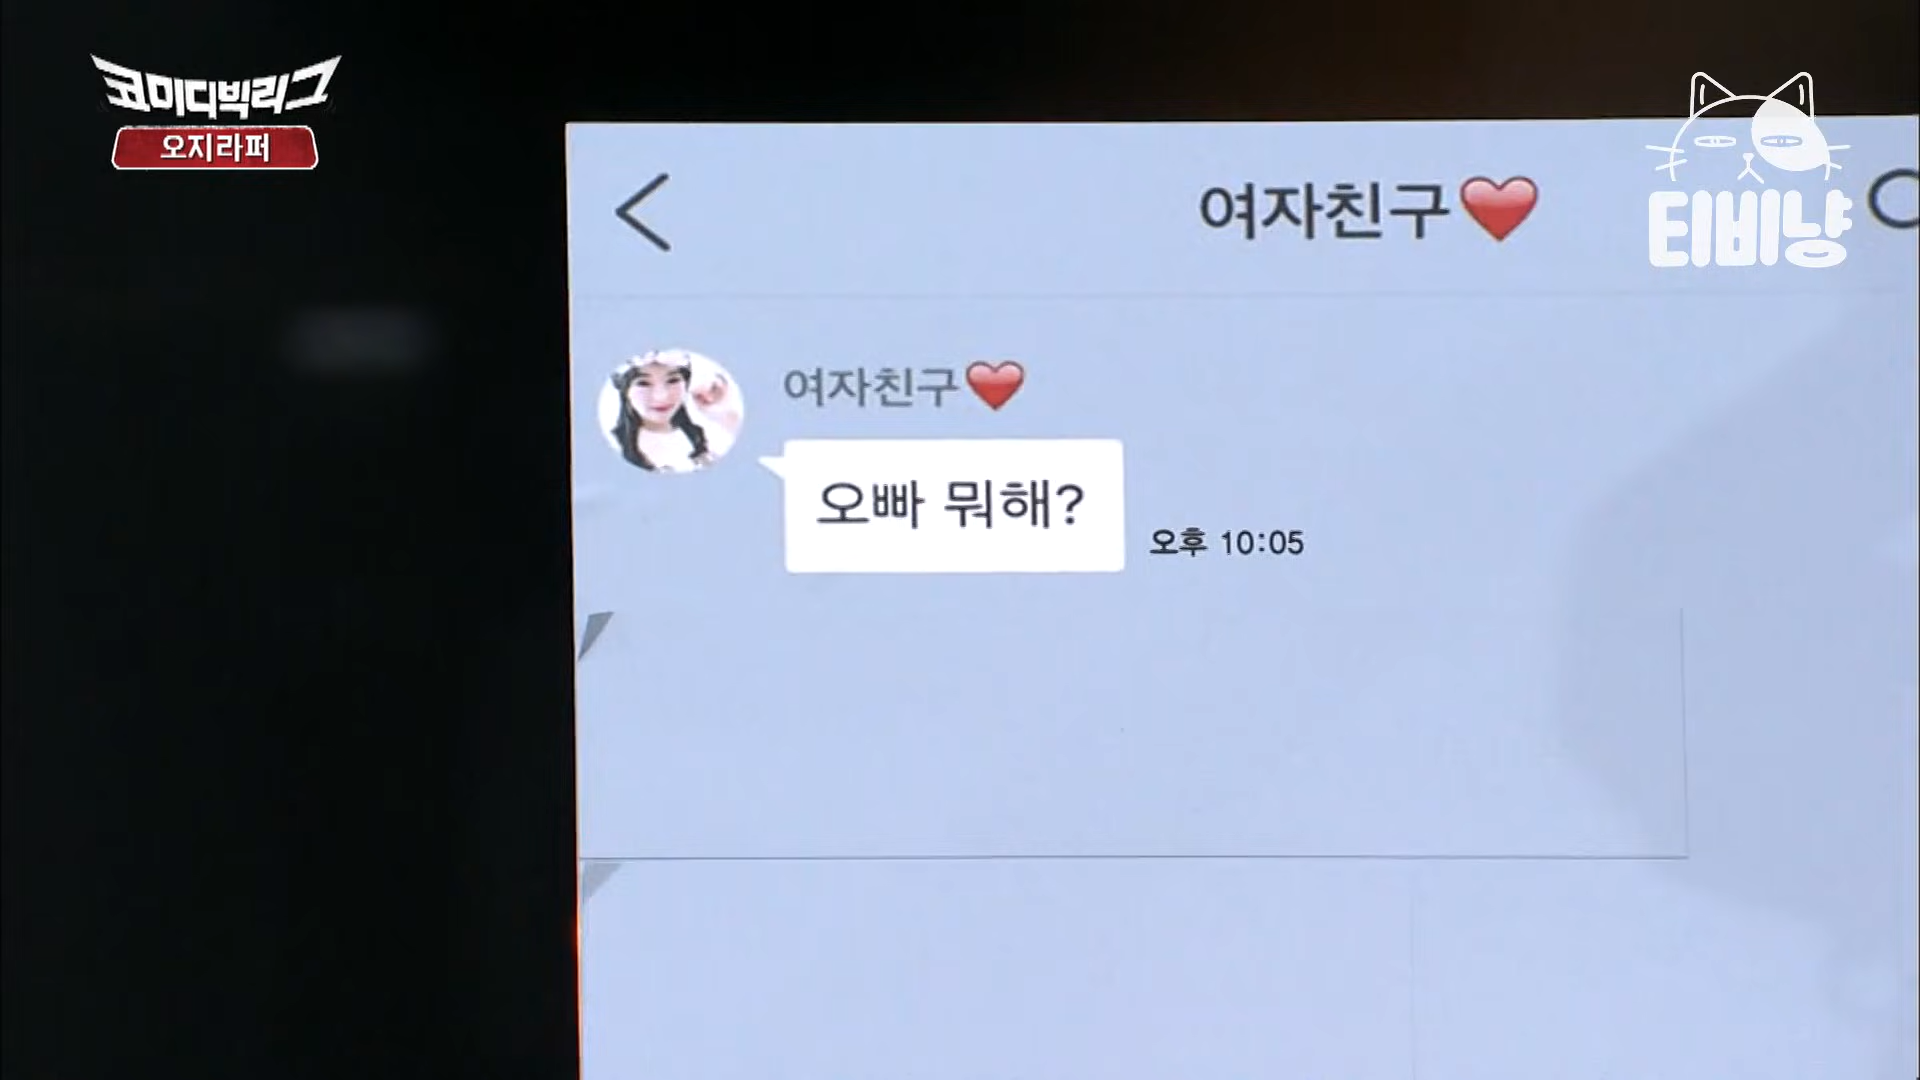 코미디빅리그
오지라퍼
티비냥
여자친구❤️
여자친구❤️
오빠 뭐해?
오후 10:05